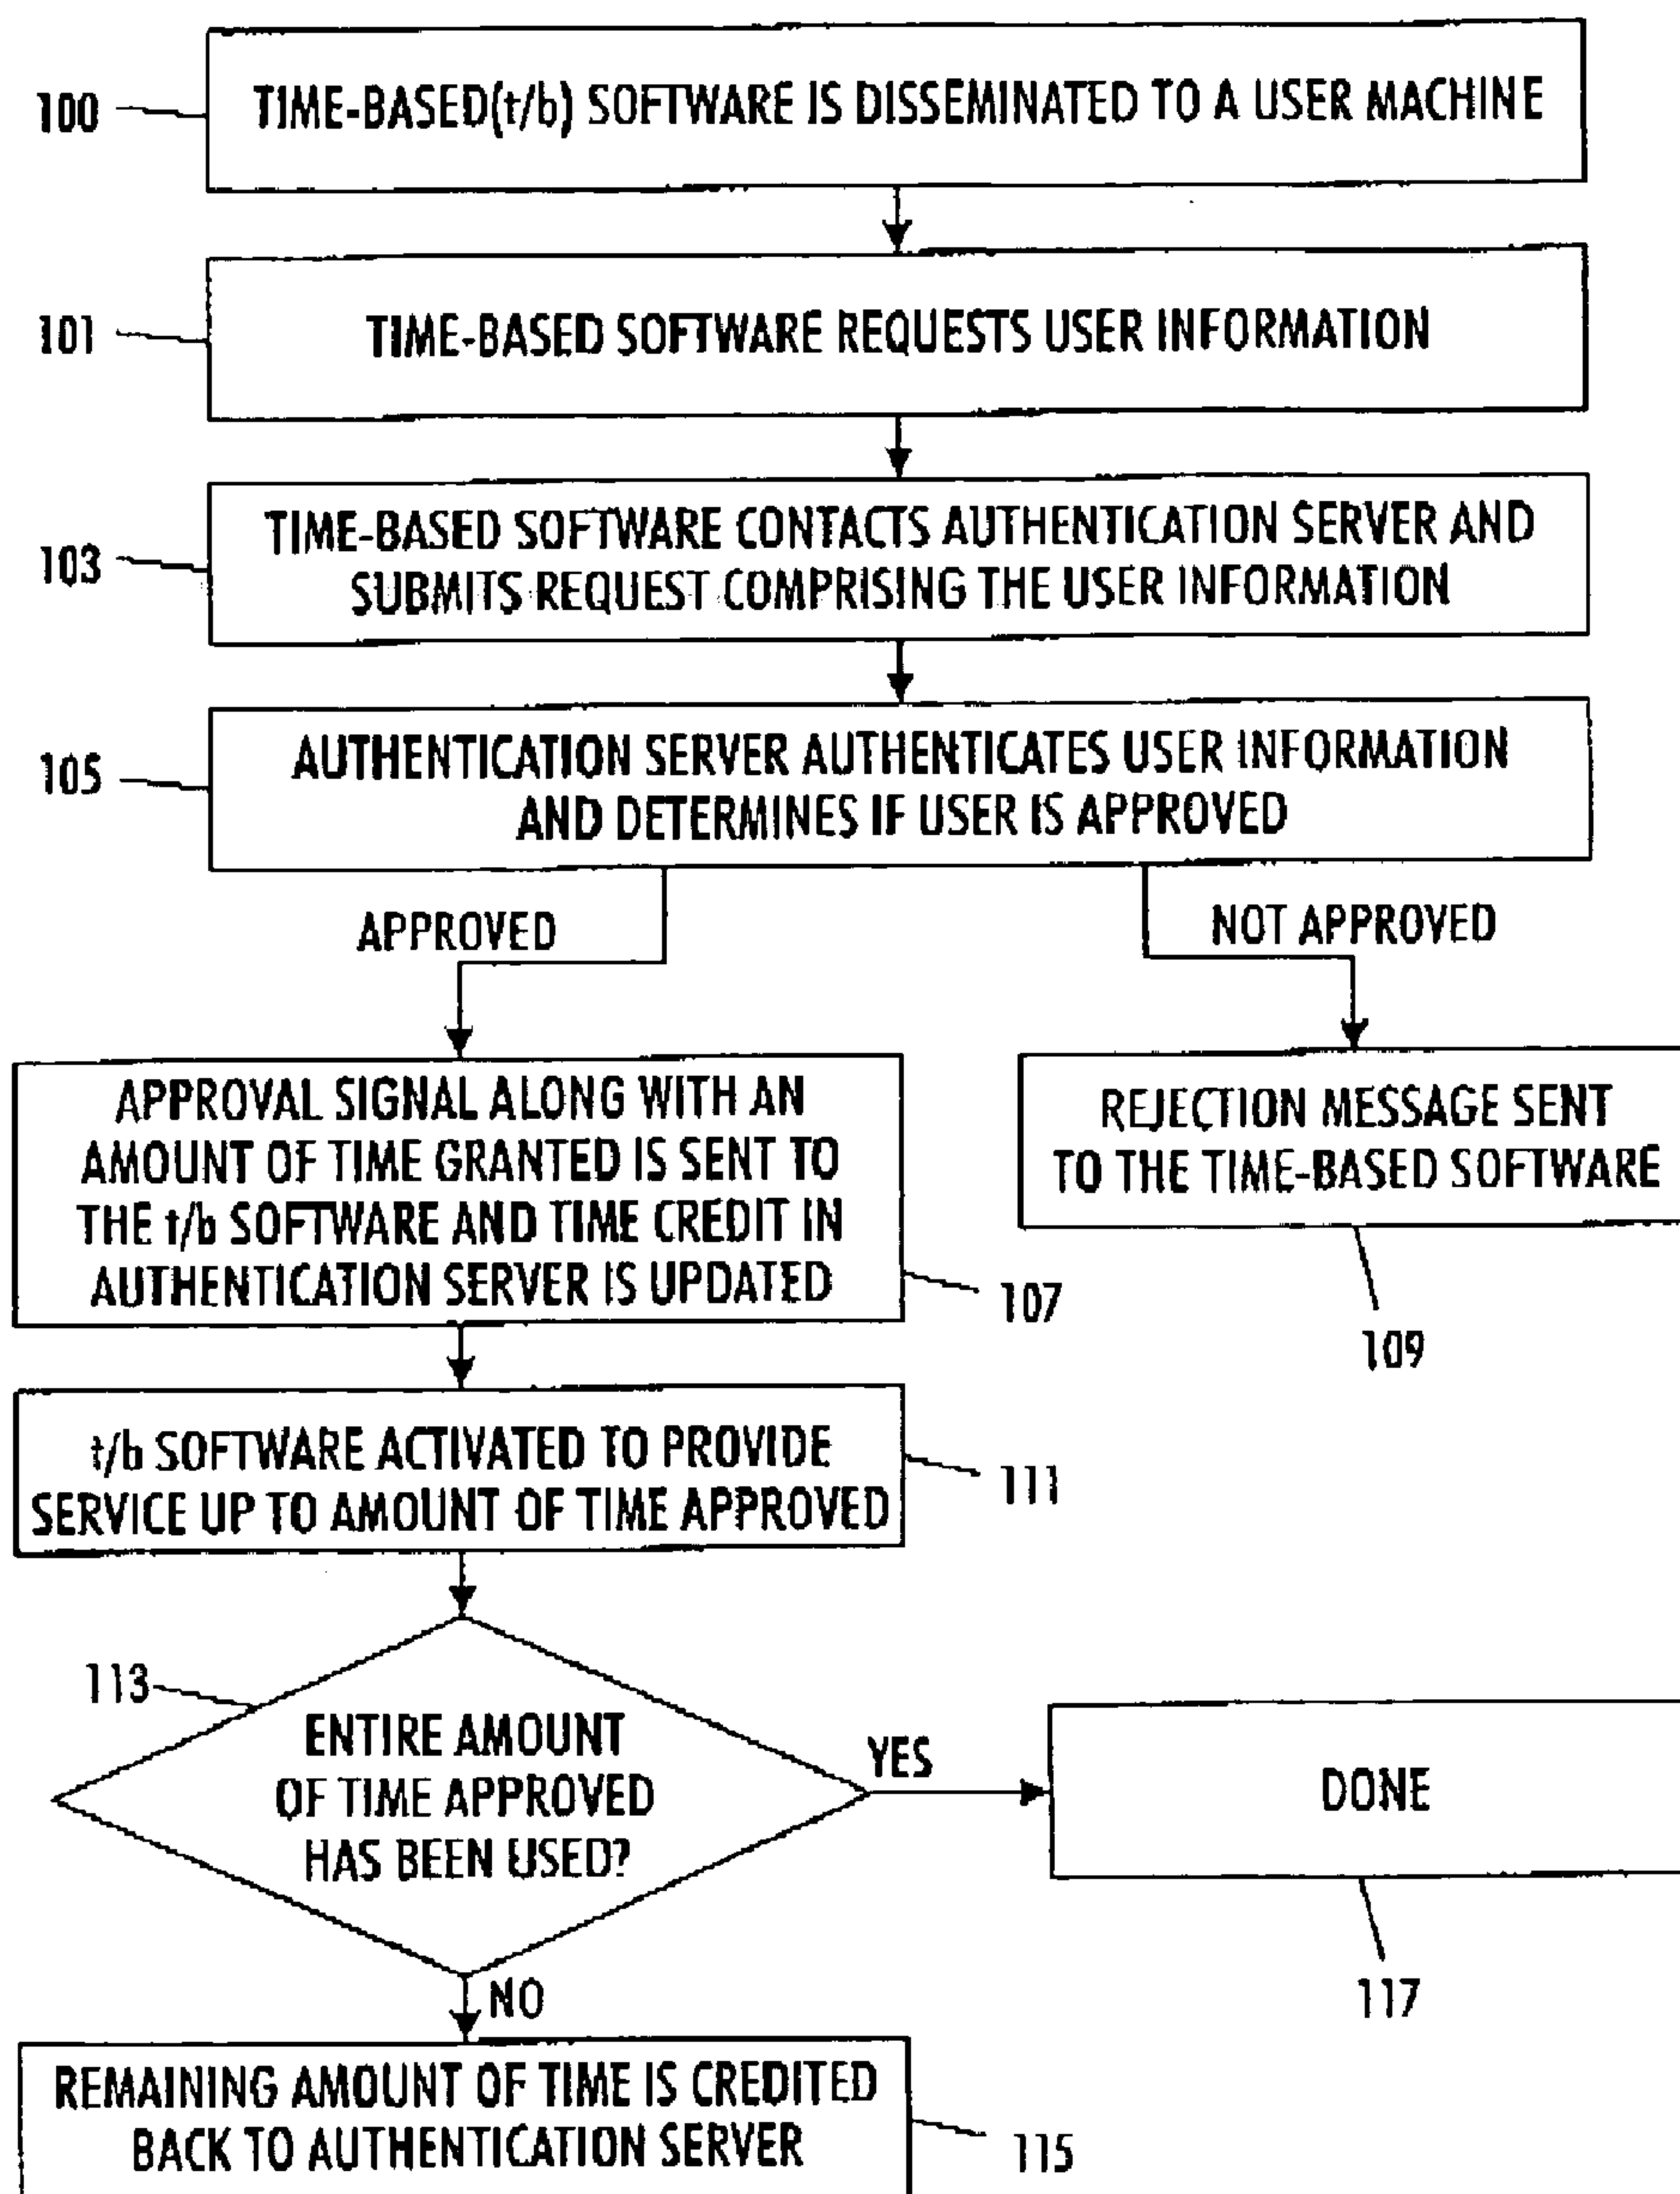 100
TIME-BASED(t/b) SOFTWARE IS DISSEMINATED TO A USER MACHINE
101
TIME-BASED SOFTWARE REQUESTS USER INFORMATION
103
TIME-BASED SOFTWARE CONTACTS AUTHENTICATION SERVER AND
SUBMITS REQUEST COMPRISING THE USER INFORMATION
105
AUTHENTICATION SERVER AUTHENTICATES USER INFORMATION
AND DETERMINES IF USER IS APPROVED
APPROVED
NOT APPROVED
APPROVAL SIGNAL ALONG WITH AN
AMOUNT OF TIME GRANTED IS SENT TO
THE t/b SOFTWARE AND TIME CREDIT IN
AUTHENTICATION SERVER IS UPDATED
107
REJECTION MESSAGE SENT
TO THE TIME-BASED SOFTWARE
109
t/b SOFTWARE ACTIVATED TO PROVIDE
SERVICE UP TO AMOUNT OF TIME APPROVED
111
113
ENTIRE AMOUNT
OF TIME APPROVED
HAS BEEN USED?
YES
DONE
117
NO
REMAINING AMOUNT OF TIME IS CREDITED
BACK TO AUTHENTICATION SERVER
115